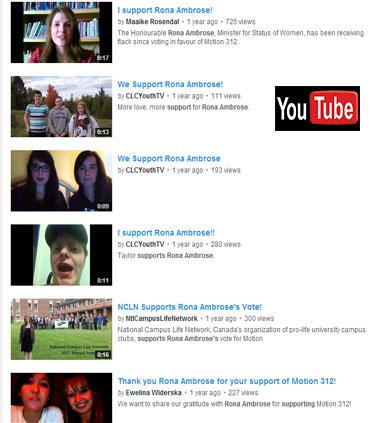 I support Rona Ambrose!
by Maaike Rosendal • 1 year ago • 725 views
The Honourable Rona Ambrose, Minister for Status of Women, has been receiving
flack since voting in favour of Motion 312.
0:17
We Support Rona Ambrose!
by CLCYouthTV • 1 year ago • 111 views
More love, more support for Rona Ambrose.
0:13
You Tube
We Support Rona Ambrose
by CLCYouthTV • 1 year ago • 193 views
0:09
I support Rona Ambrose!!
by CLCYouthTV • 1 year ago • 280 views
Taylor supports Rona Ambrose.
0:11
NCLN Supports Rona Ambrose's Vote!
by NtlCampusLifeNetwork • 1 year ago • 300 views
National Campus Life Network, Canada's organization of pro-life university campus
clubs, supports Rona Ambrose's vote for Motion
National Campus Life Network
0:16
Thank you Rona Ambrose for your support of Motion 312!
by Ewelina Widerska • 1 year ago • 227 views
We want to share our gratitude with Rona Ambrose for supporting Motion 312!